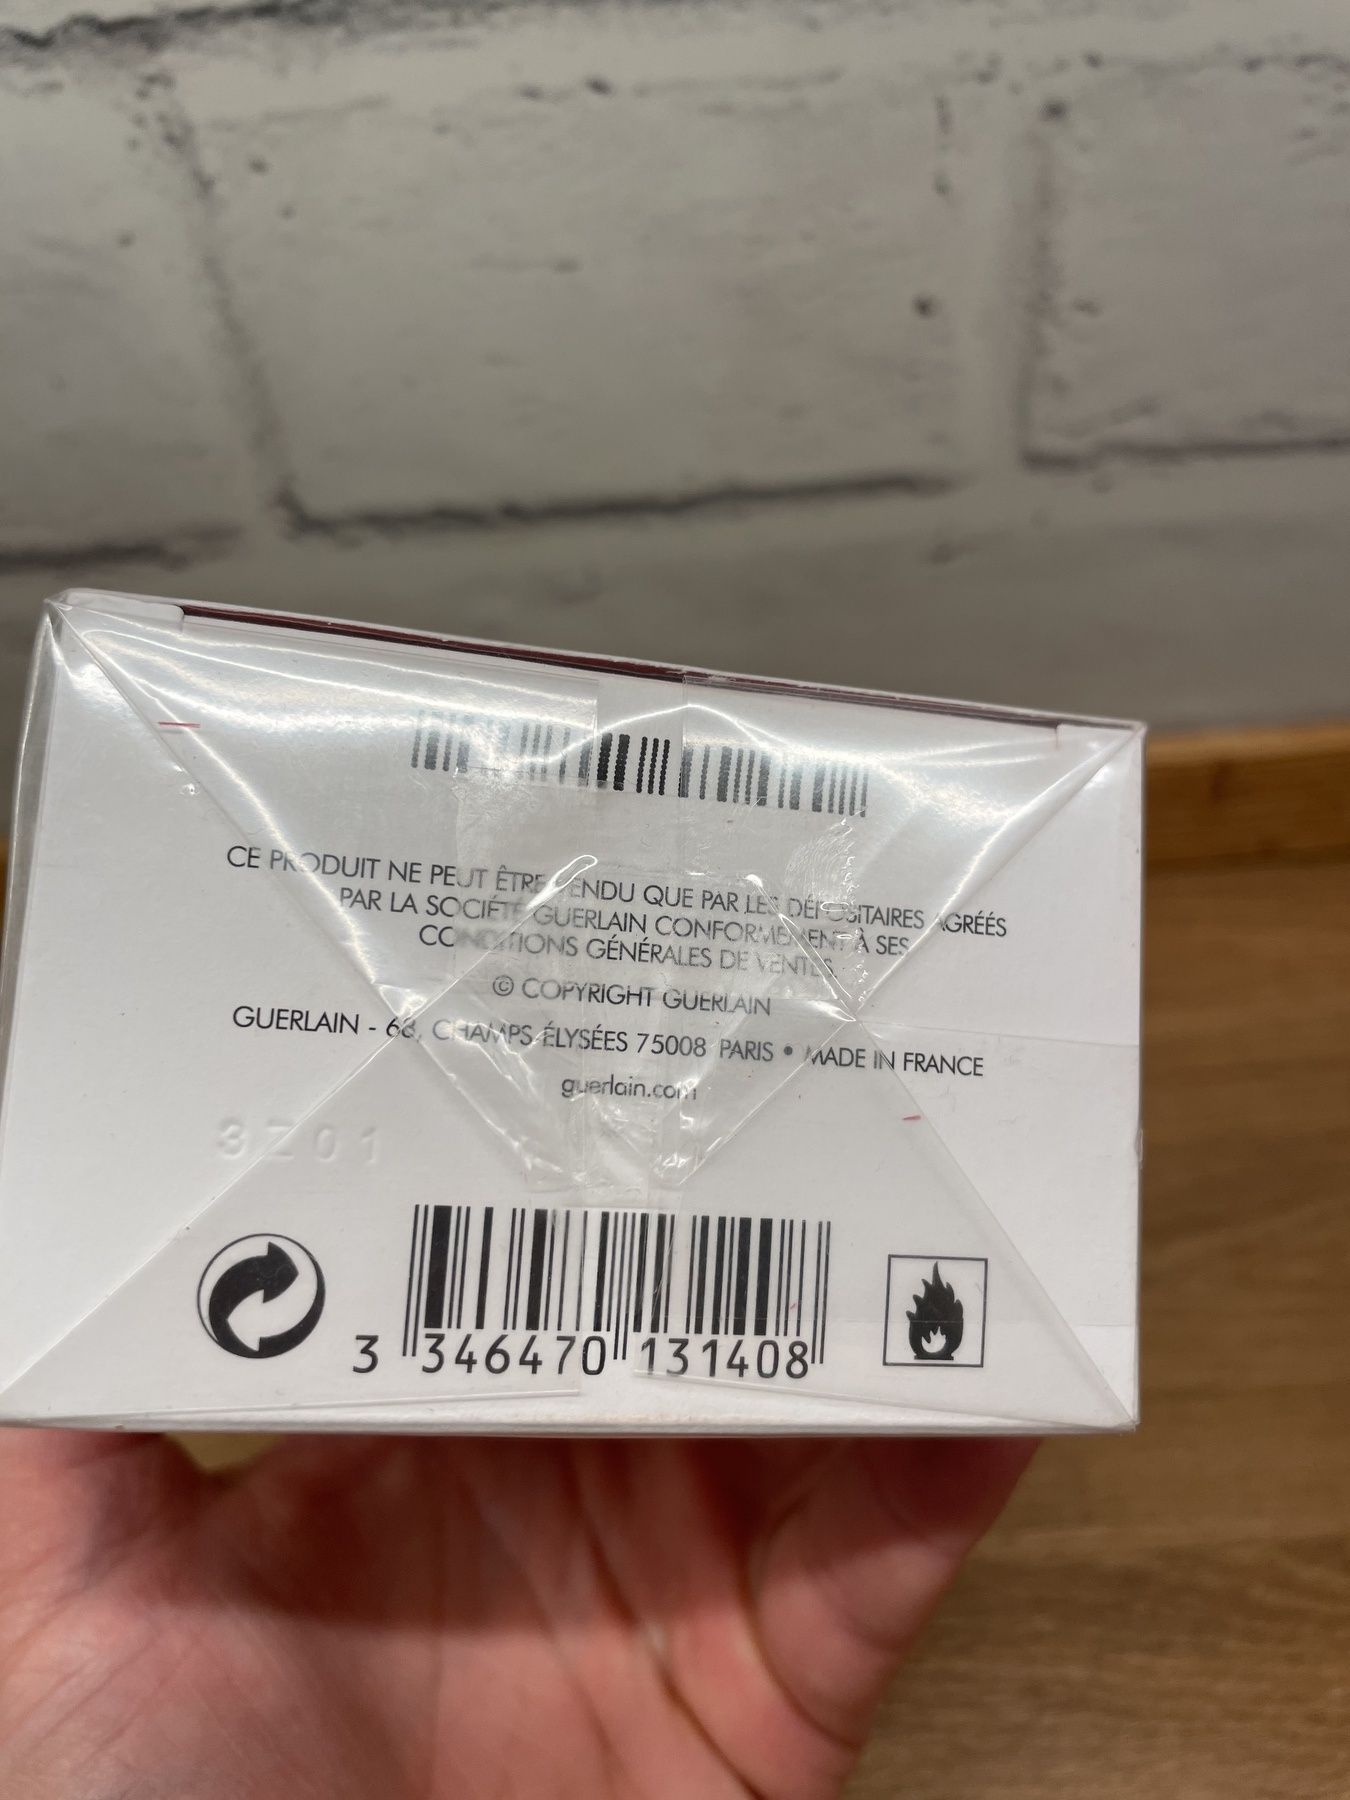 CE PRODUIT NE PEUT ÊTRE VENDU QUE PAR LES DÉPOSITAIRES AGRÉÉS
PAR LA SOCIÉTÉ GUERLAIN CONFORMÉMENT À SES
CONDITIONS GÉNÉRALES DE VENTES
© COPYRIGHT GUERLAIN
GUERLAIN - 68, CHAMPS-ÉLYSÉES 75008 PARIS • MADE IN FRANCE
guerlain.com
3Z01
3 346470 131408